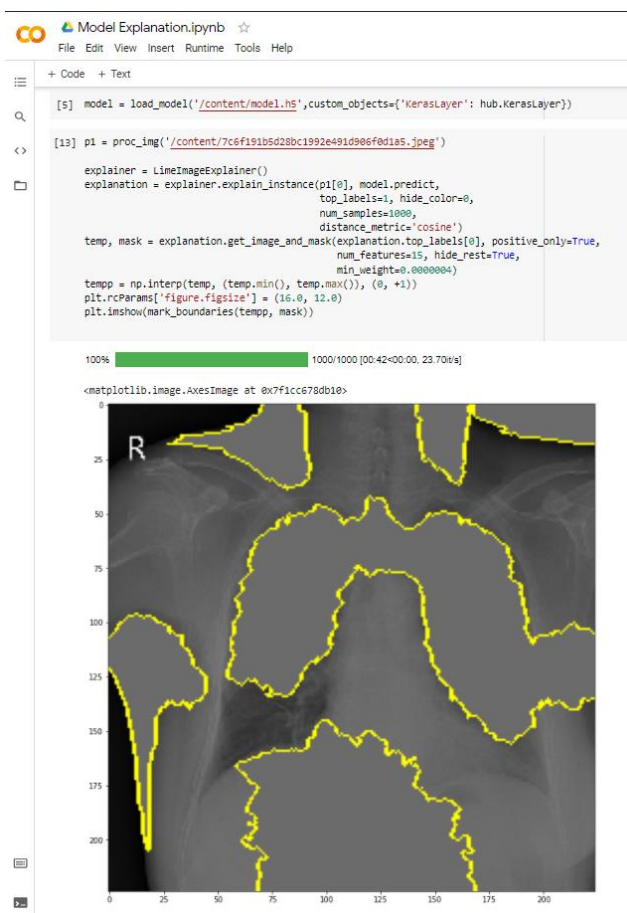 CO Model Explanation.ipynb
File Edit View Insert Runtime Tools Help
+ Code + Text
[5] model = load_model('/content/model.h5',custom_objects={'KerasLayer': hub.KerasLayer})
[13] p1 = proc_img('/content/7c6f191b5d28bc1992e491d906f0d1a5.jpeg')
explainer = LimeImageExplainer()
explanation = explainer.explain_instance(p1[0], model.predict,
top_labels=1, hide_color=0,
num_samples=1000,
distance_metric='cosine')
temp, mask = explanation.get_image_and_mask(explanation.top_labels[0], positive_only=True,
num_features=15, hide_rest=True,
min_weight=0.0000004)
tempp = np.interp(temp, (temp.min(), temp.max()), (0, +1))
plt.rcParams['figure.figsize'] = (16.0, 12.0)
plt.imshow(mark_boundaries(tempp, mask))
100% 1000/1000 [00:42<00:00, 23.70it/s]
<matplotlib.image.AxesImage at 0x7f1cc678db10>
R
0
25
50
75
100
125
150
175
200
0 25 50 75 100 125 150 175 200